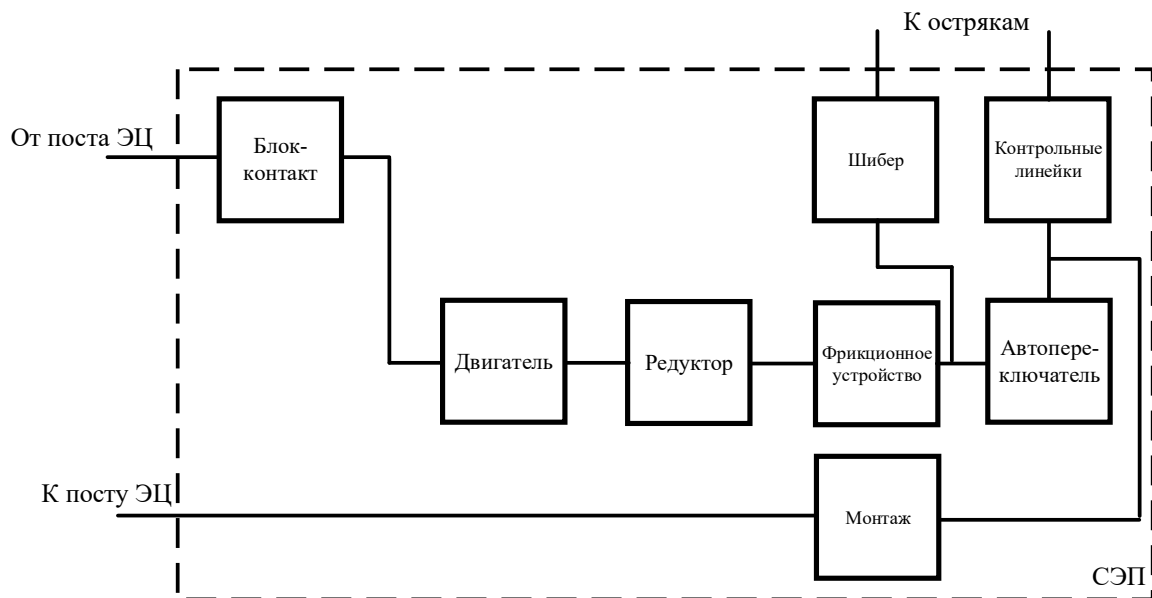 К острякам
От поста ЭЦ
Блок-
контакт
Шибер
Контрольные
линейки
Двигатель
Редуктор
Фрикционное
устройство
Автопере-
ключатель
К посту ЭЦ
Монтаж
СЭП